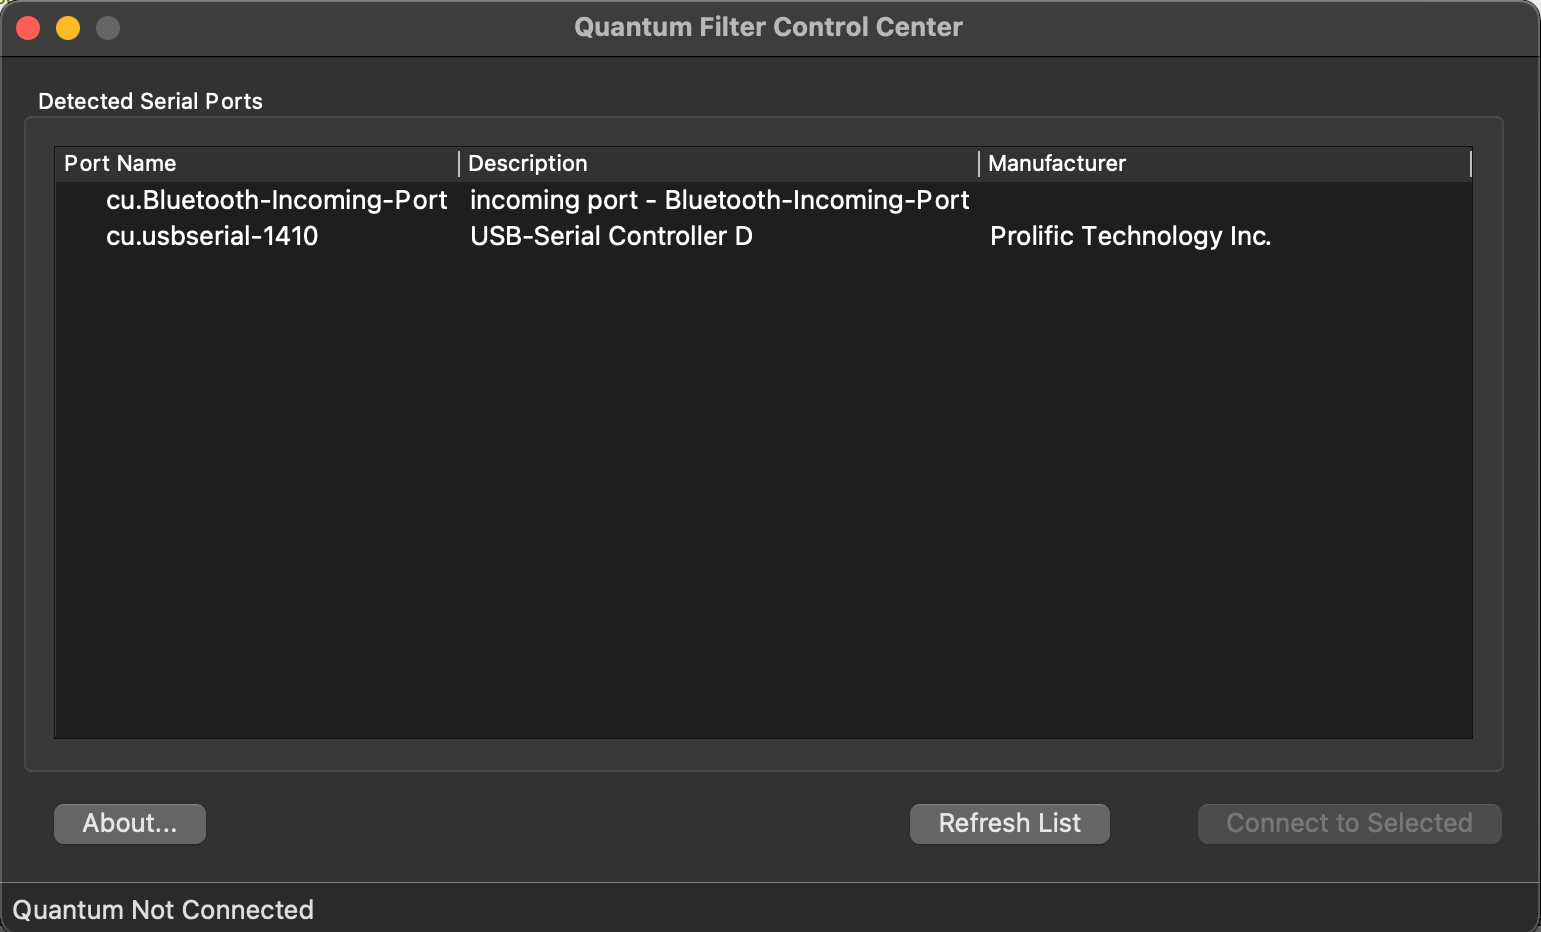 Quantum Filter Control Center
Detected Serial Ports
Port Name Description Manufacturer
cu.Bluetooth-Incoming-Port incoming port - Bluetooth-Incoming-Port
cu.usbserial-1410 USB-Serial Controller D Prolific Technology Inc.
About... Refresh List Connect to Selected
Quantum Not Connected